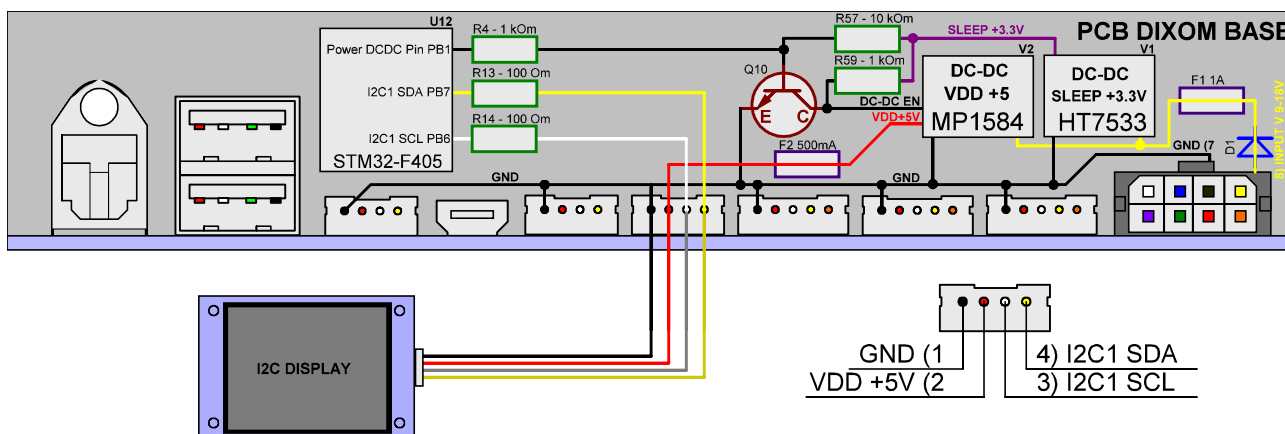 PCB DIXOM BASE
U12
Power DCDC Pin PB1
I2C1 SDA PB7
I2C1 SCL PB6
STM32-F405
R4 - 1 kOm
R13 - 100 Om
R14 - 100 Om
R57 - 10 kOm
SLEEP +3.3V
R59 - 1 kOm
Q10
E
C
DC-DC EN
VDD+5V
F2 500mA
V2
DC-DC
VDD +5
MP1584
V1
DC-DC
SLEEP +3.3V
HT7533
F1 1A
D1
8) INPUT V 9-18V
GND (7
GND
GND
I2C DISPLAY
GND (1
VDD +5V (2
4) I2C1 SDA
3) I2C1 SCL